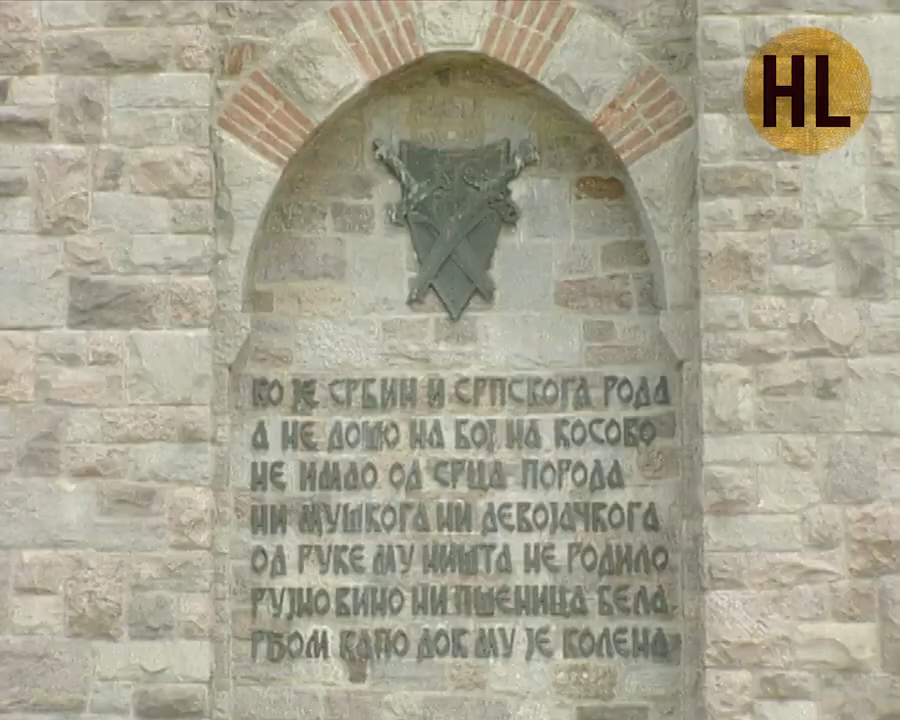 HL
КО ЈЕ СРБИН И СРПСКОГА РОДА
А НЕ ДОШО НА БОЈ НА КОСОВО
НЕ ИМАО ОД СРЦА ПОРОДА
НИ МУШКОГА НИ ДЕВОЈАЧКОГА
ОД РУКЕ МУ НИШТА НЕ РОДИЛО
РУЈНО ВИНО НИ ПШЕНИЦА БЕЛА
РЂОМ КАПО ДОК МУ ЈЕ КОЛЕНА